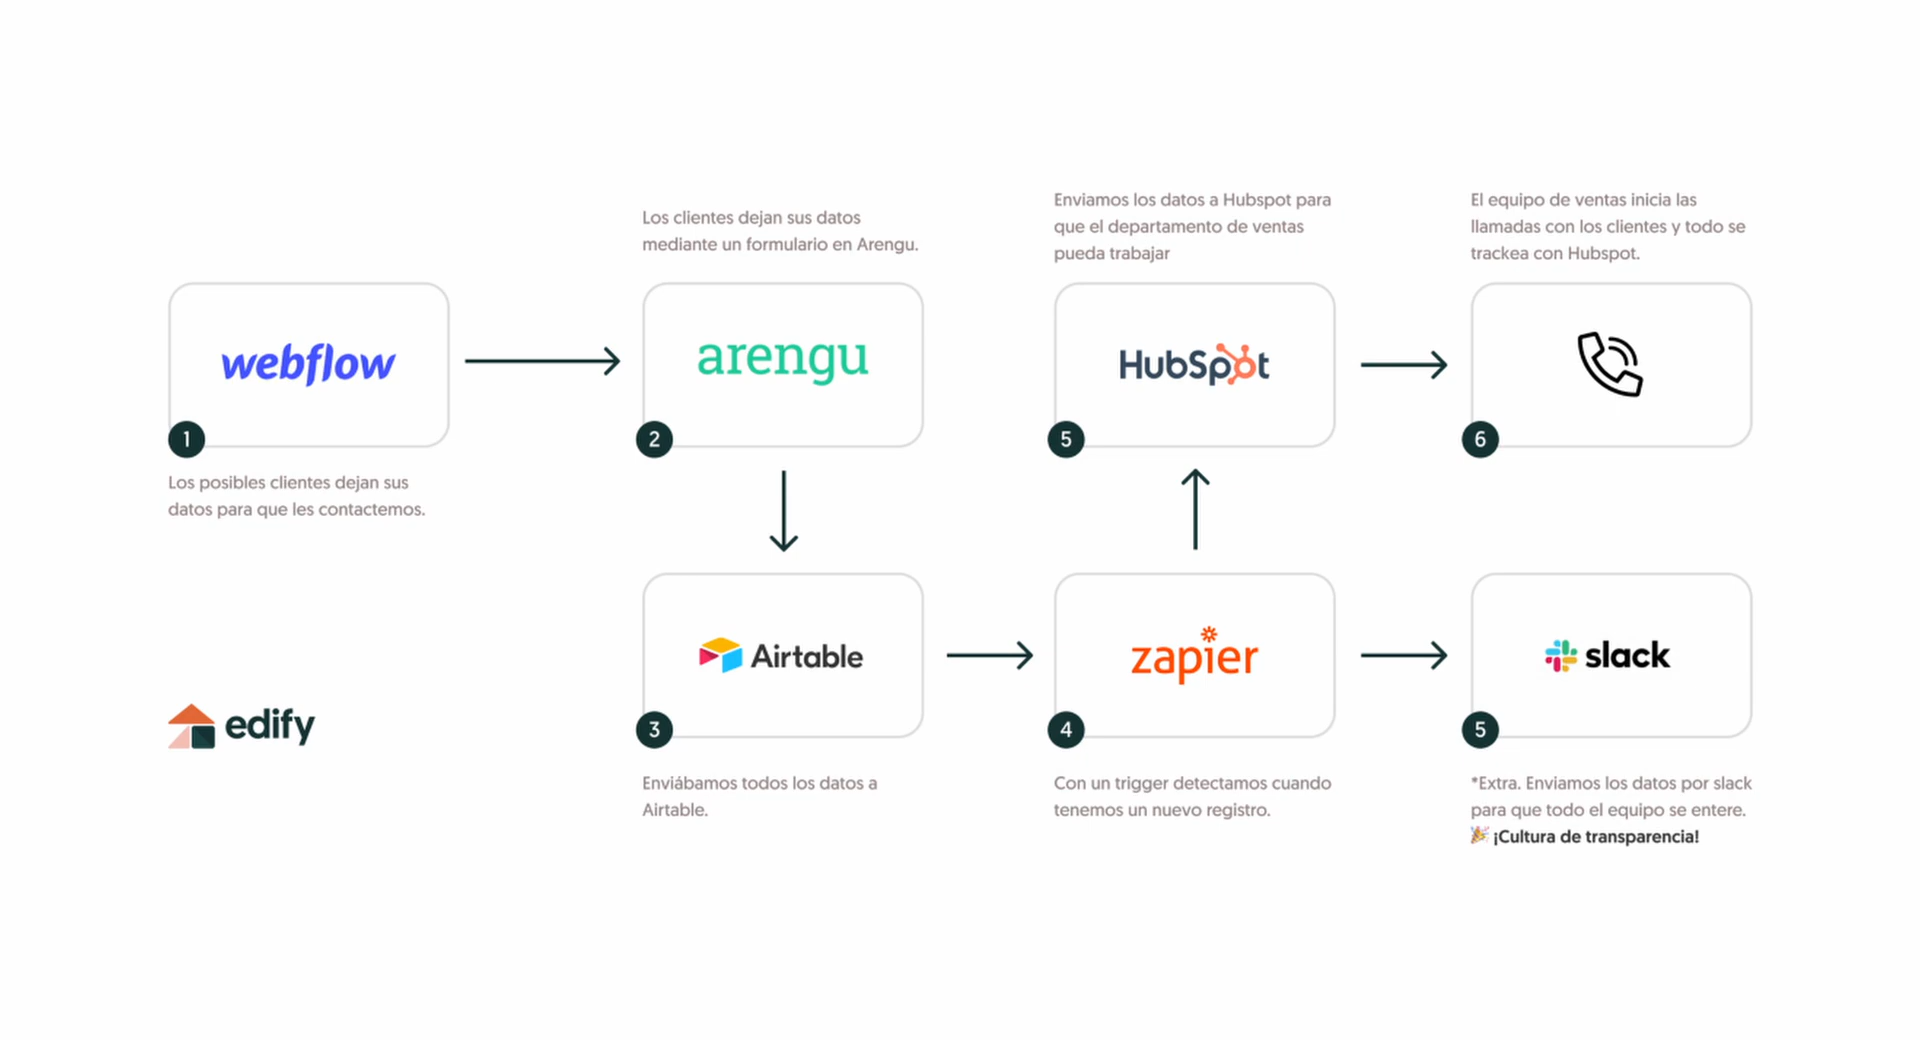 webflow
1
Los posibles clientes dejan sus
datos para que les contactemos.
Los clientes dejan sus datos
mediante un formulario en Arengu.
arengu
2
Airtable
3
Enviábamos todos los datos a
Airtable.
zapier
4
Con un trigger detectamos cuando
tenemos un nuevo registro.
Enviamos los datos a Hubspot para
que el departamento de ventas
pueda trabajar
HubSpot
5
slack
5
*Extra. Enviamos los datos por slack
para que todo el equipo se entere.
🎉 ¡Cultura de transparencia!
El equipo de ventas inicia las
llamadas con los clientes y todo se
trackea con Hubspot.
6
edify